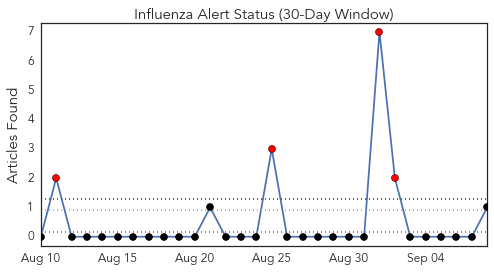 Influenza Alert Status (30-Day Window)
Articles Found
7
6
5
4
3
2
1
0
Aug 10 Aug 15 Aug 20 Aug 25 Aug 30 Sep 04